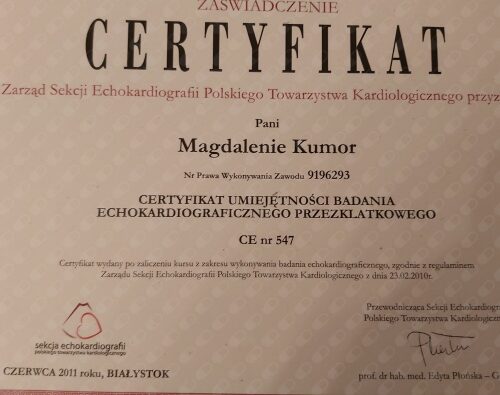 ZAŚWIADCZENIE
CERTYFIKAT
Zarząd Sekcji Echokardiografii Polskiego Towarzystwa Kardiologicznego przyz
Pani
Magdalenie Kumor
Nr Prawa Wykonywania Zawodu 9196293
CERTYFIKAT UMIEJĘTNOŚCI BADANIA
ECHOKARDIOGRAFICZNEGO PRZEZKLATKOWEGO
CE nr 547
Certyfikat wydany po zaliczeniu kursu z zakresu wykonywania badania echokardiograficznego, zgodnie z regulaminem
Zarządu Sekcji Echokardiografii Polskiego Towarzystwa Kardiologicznego z dnia 23.02.2010r.
Przewodnicząca Sekcji Echokardiogr
Polskiego Towarzystwa Kardiologiczn
sekcja echokardiografii
polskiego towarzystwa kardiologicznego
CZERWCA 2011 roku, BIAŁYSTOK
prof. dr hab. med. Edyta Płońska – G